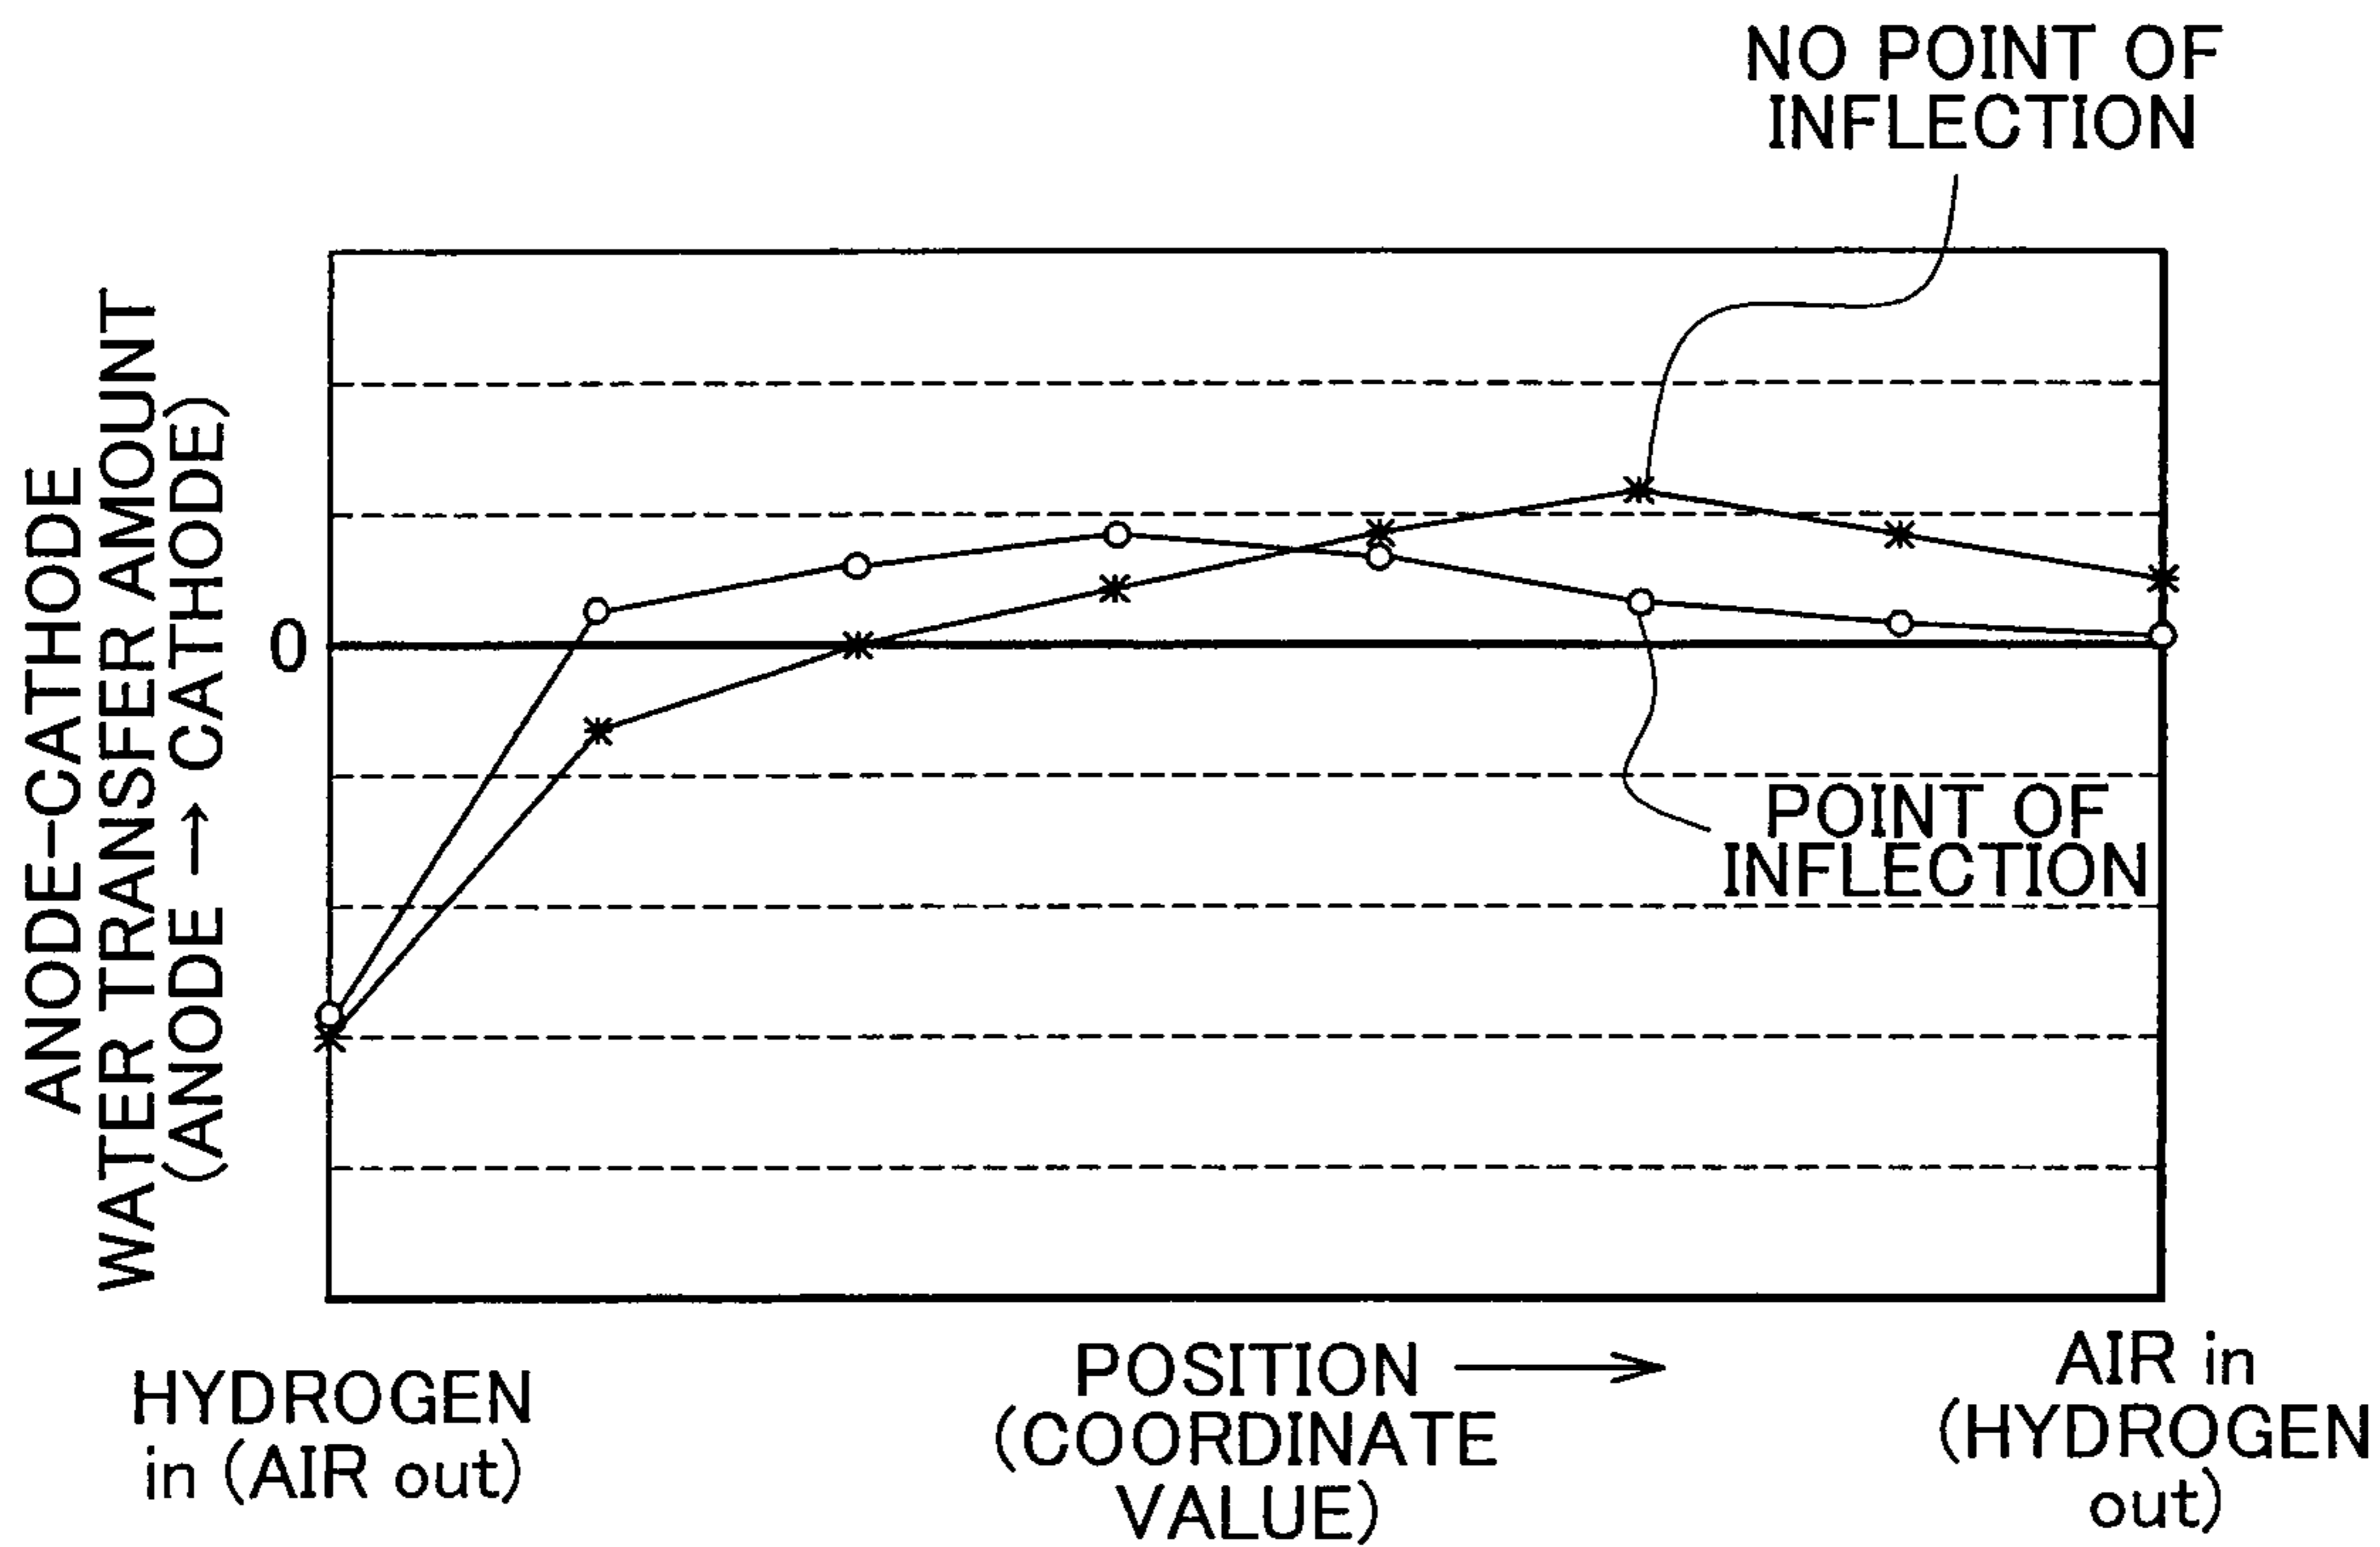 NO POINT OF
INFLECTION
ANODE-CATHODE
WATER TRANSFER AMOUNT
(ANODE → CATHODE)
0
POINT OF
INFLECTION
HYDROGEN
in (AIR out)
POSITION
(COORDINATE
VALUE)
AIR in
(HYDROGEN
out)